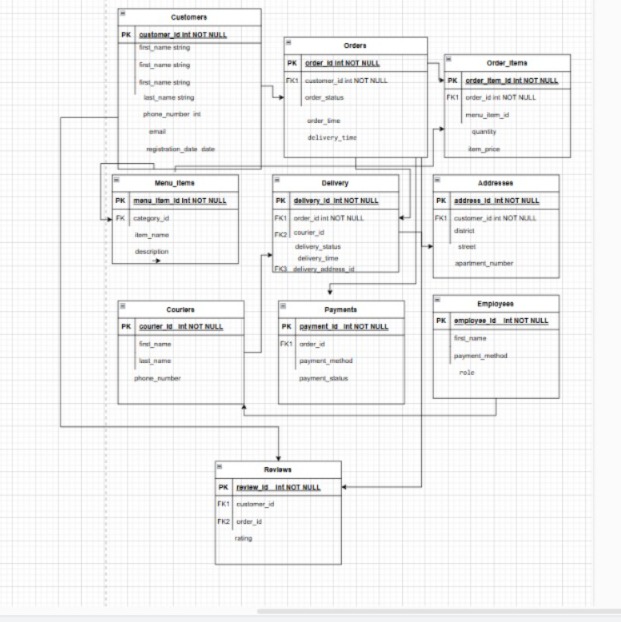 Customers
PK customer_id int NOT NULL
first_name string
first_name string
first_name string
last_name string
phone_number int
email
registration_date date
Orders
PK order_id int NOT NULL
FK1 customer_id int NOT NULL
order_status
order_time
delivery_time
Order_Items
PK order_item_id int NOT NULL
FK1 order_id int NOT NULL
menu_item_id
quantity
item_price
Menu_Items
PK menu_item_id int NOT NULL
FK category_id
item_name
description
Delivery
PK delivery_id int NOT NULL
FK1 order_id int NOT NULL
FK2 courier_id
delivery_status
delivery_time
FK3 delivery_address_id
Addresses
PK address_id int NOT NULL
FK1 customer_id int NOT NULL
district
street
apartment_number
Couriers
PK courier_id int NOT NULL
first_name
last_name
phone_number
Payments
PK payment_id int NOT NULL
FK1 order_id
payment_method
payment_status
Employees
PK employee_id int NOT NULL
first_name
payment_method
role
Reviews
PK review_id int NOT NULL
FK1 customer_id
FK2 order_id
rating